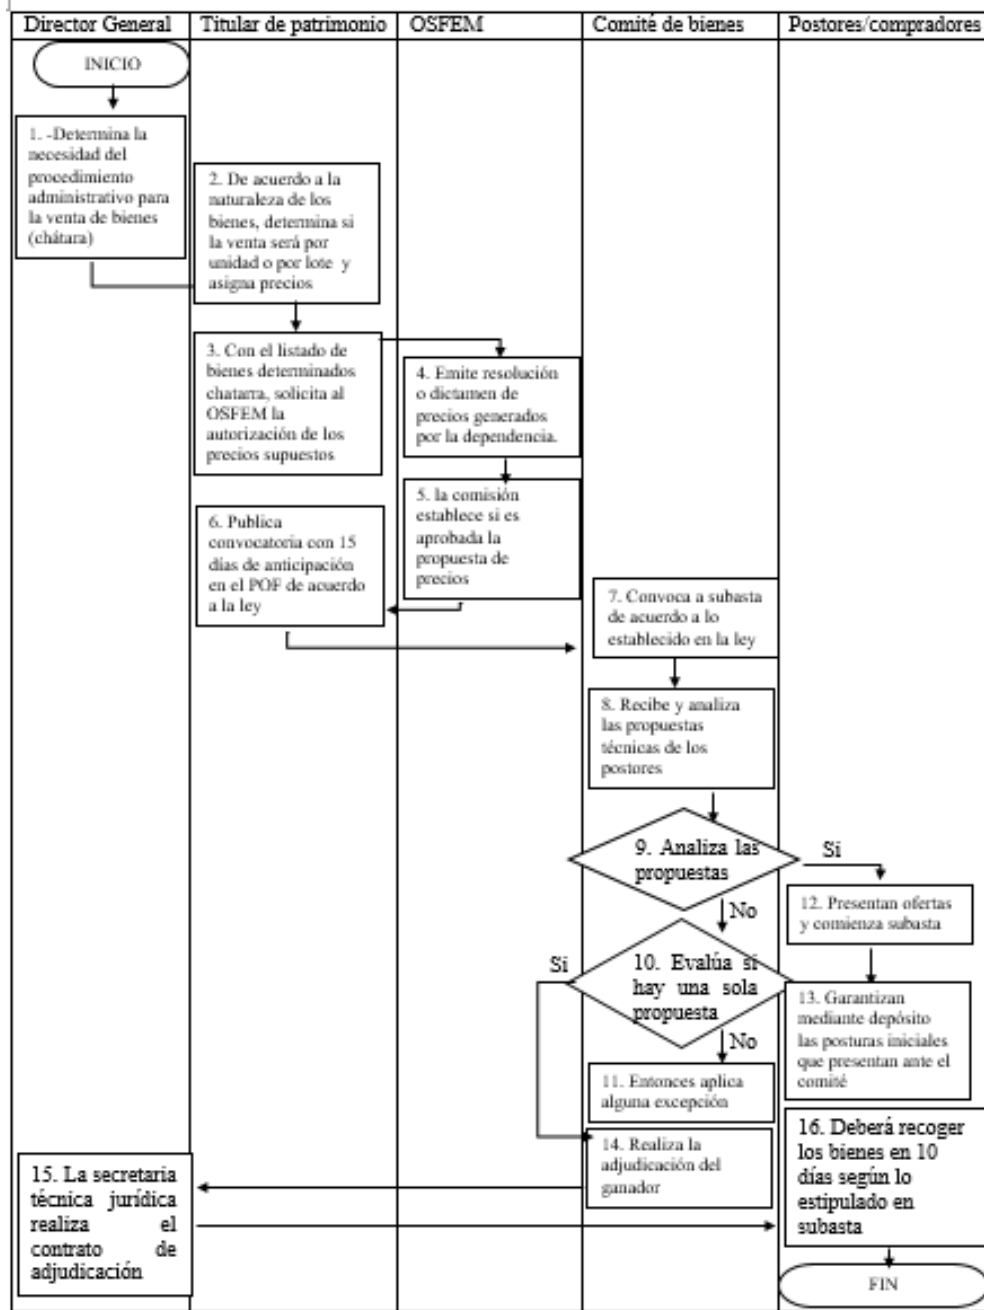 Director General
Titular de patrimonio
OSFEM
Comité de bienes
Postores/compradores
INICIO
1. -Determina la
necesidad del
procedimiento
administrativo para
la venta de bienes
(chátara)
2. De acuerdo a la
naturaleza de los
bienes, determina si
la venta será por
unidad o por lote y
asigna precios
3. Con el listado de
bienes determinados
chatarra, solicita al
OSFEM la
autorización de los
precios supuestos
4. Emite resolución
o dictamen de
precios generados
por la dependencia.
5. la comisión
establece si es
aprobada la
propuesta de
precios
6. Publica
convocatoria con 15
días de anticipación
en el POF de acuerdo
a la ley
7. Convoca a subasta
de acuerdo a lo
establecido en la ley
8. Recibe y analiza
las propuestas
técnicas de los
postores
9. Analiza las
propuestas
Si
No
10. Evalúa si
hay una sola
propuesta
Si
No
11. Entonces aplica
alguna excepción
12. Presentan ofertas
y comienza subasta
13. Garantizan
mediante depósito
las posturas iniciales
que presentan ante el
comité
14. Realiza la
adjudicación del
ganador
15. La secretaria
técnica jurídica
realiza el
contrato de
adjudicación
16. Deberá recoger
los bienes en 10
días según lo
estipulado en
subasta
FIN